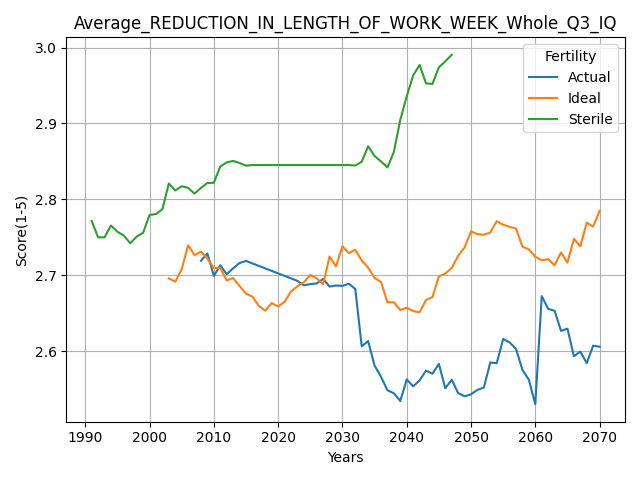 Average_REDUCTION_IN_LENGTH_OF_WORK_WEEK_Whole_Q3_IQ
3.0
2.9
2.8
2.7
2.6
Score(1-5)
Fertility
Actual
Ideal
Sterile
1990 2000 2010 2020 2030 2040 2050 2060 2070
Years